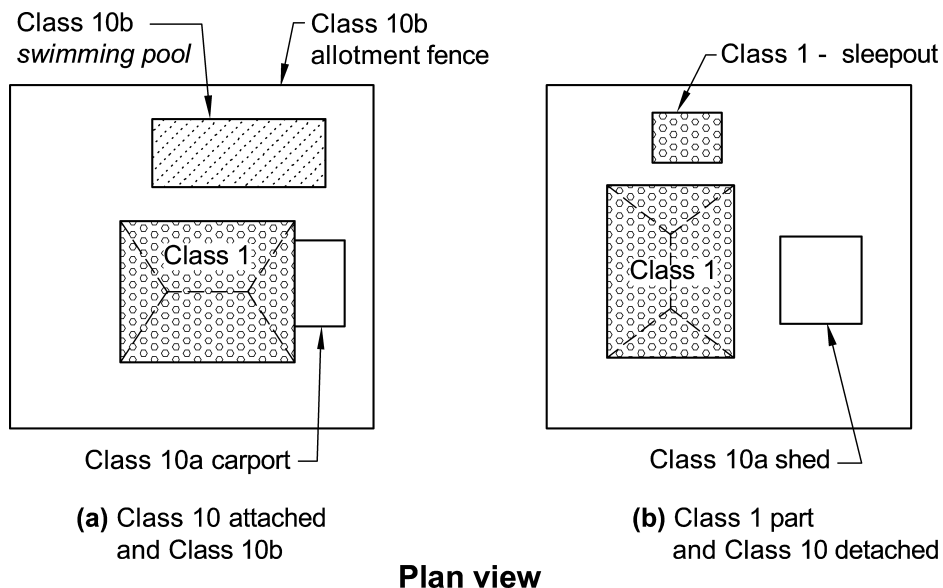 Class 10b
swimming pool
Class 10b
allotment fence
Class 1
Class 10a carport
(a) Class 10 attached
and Class 10b
Class 1 - sleepout
Class 1
Class 10a shed
(b) Class 1 part
and Class 10 detached
Plan view